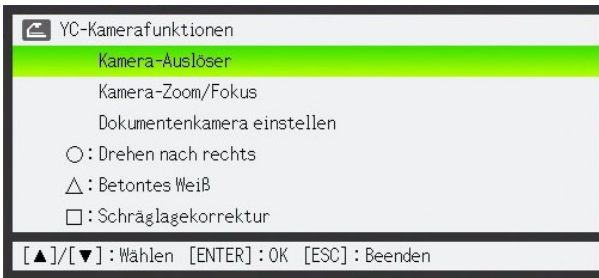 YC-Kamerafunktionen
Kamera-Auslöser
Kamera-Zoom/Fokus
Dokumentenkamera einstellen
○: Drehen nach rechts
△: Betontes Weiß
□: Schräglagekorrektur
[▲]/[▼]: Wählen [ENTER]: OK [ESC]: Beenden